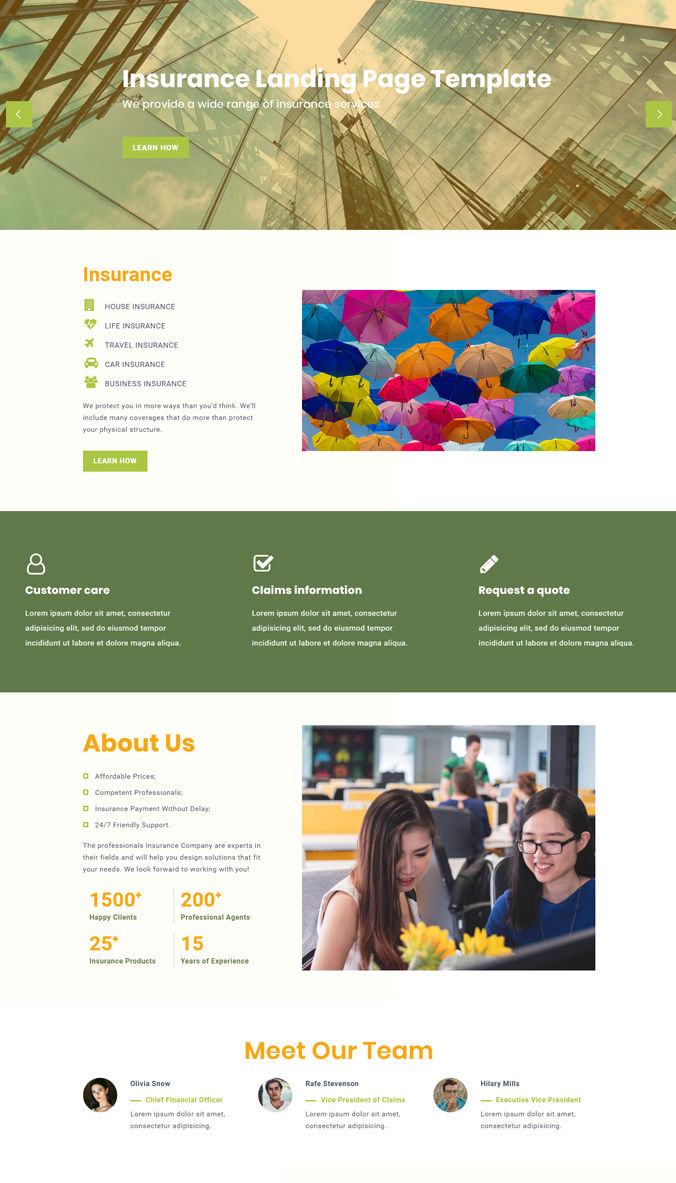 Insurance Landing Page Template
We provide a wide range of insurance services
LEARN HOW
Insurance
HOUSE INSURANCE
LIFE INSURANCE
TRAVEL INSURANCE
CAR INSURANCE
BUSINESS INSURANCE
We protect you in more ways than you'd think. We'll
include many coverages that do more than protect
your physical structure.
LEARN HOW
Customer care
Lorem ipsum dolor sit amet, consectetur
adipisicing elit, sed do eiusmod tempor
incididunt ut labore et dolore magna aliqua.
Claims information
Lorem ipsum dolor sit amet, consectetur
adipisicing elit, sed do eiusmod tempor
incididunt ut labore et dolore magna aliqua.
Request a quote
Lorem ipsum dolor sit amet, consectetur
adipisicing elit, sed do eiusmod tempor
incididunt ut labore et dolore magna aliqua.
About Us
Affordable Prices;
Competent Professionals;
Insurance Payment Without Delay;
24/7 Friendly Support.
The professionals Insurance Company are experts in
their fields and will help you design solutions that fit
your needs. We look forward to working with you!
1500+
Happy Clients
200+
Professional Agents
25+
Insurance Products
15
Years of Experience
Meet Our Team
Olivia Snow
Chief Financial Officer
Lorem ipsum dolor sit amet,
consectetur adipisicing.
Rafe Stevenson
Vice President of Claims
Lorem ipsum dolor sit amet,
consectetur adipisicing.
Hilary Mills
Executive Vice President
Lorem ipsum dolor sit amet,
consectetur adipisicing.